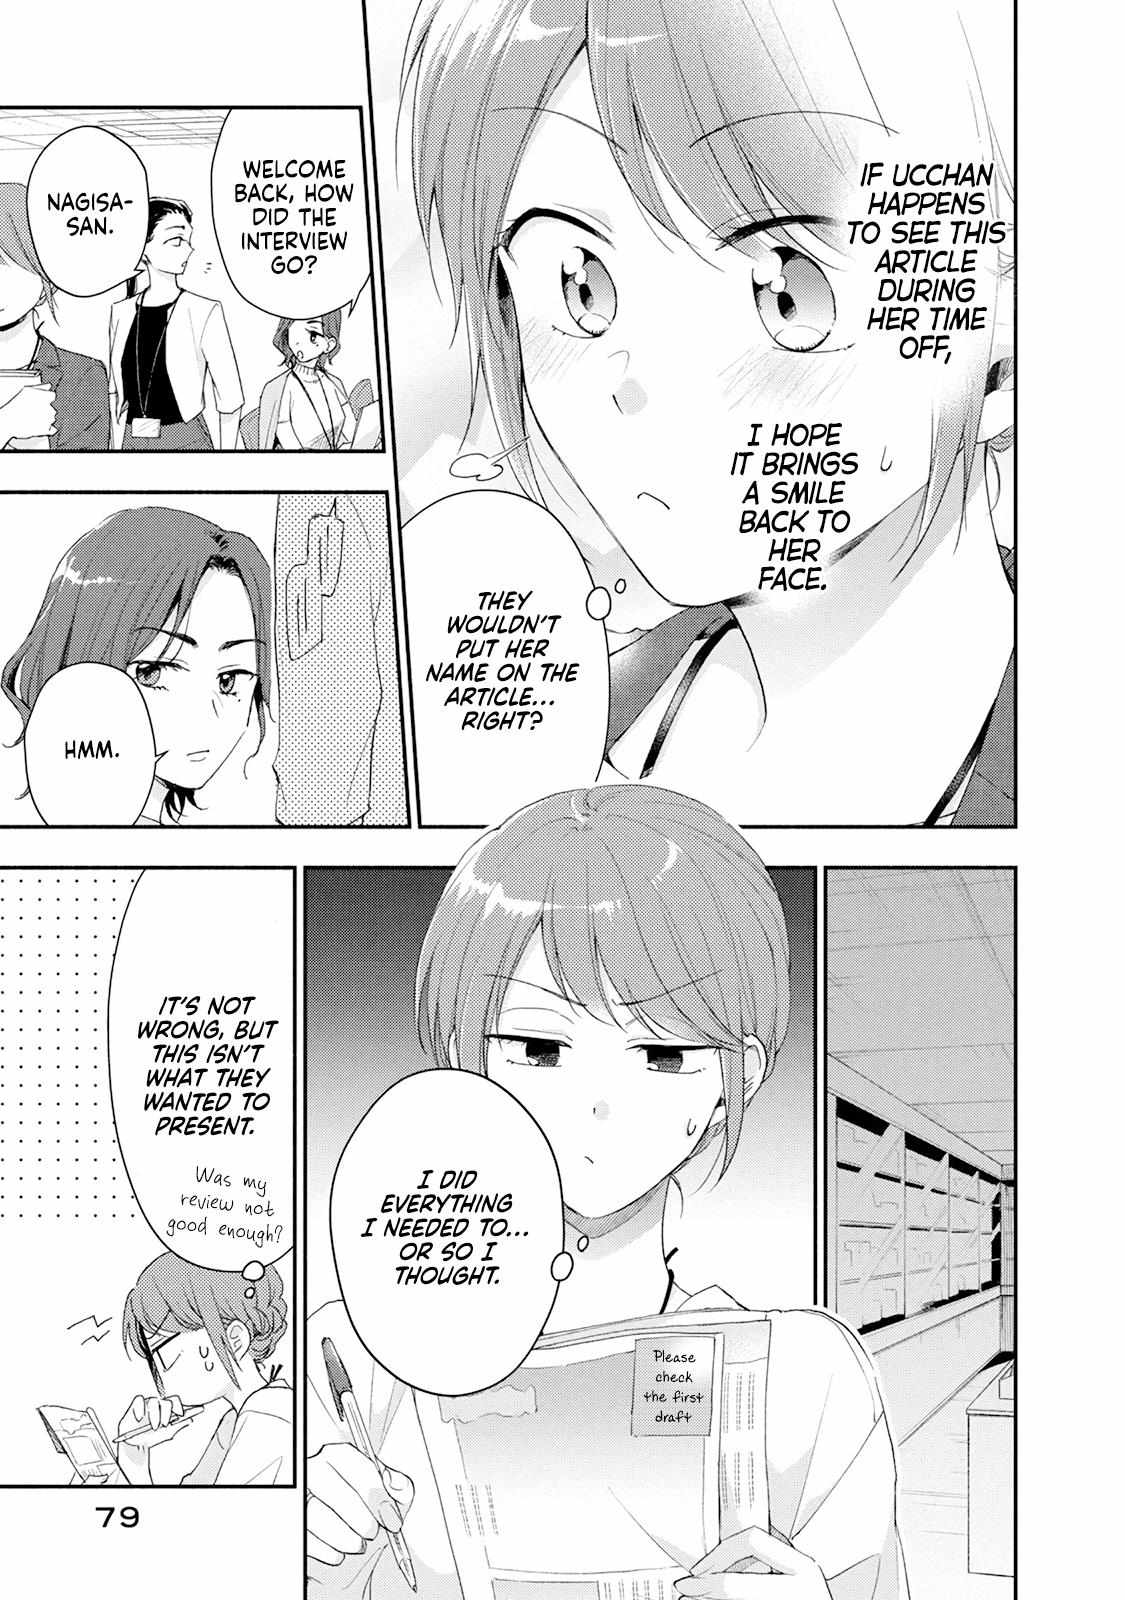 IF UCCHAN
HAPPENS
TO SEE THIS
ARTICLE
DURING
HER TIME
OFF,
I HOPE
IT BRINGS
A SMILE
BACK TO
HER
FACE.
THEY
WOULDN'T
PUT HER
NAME ON THE
ARTICLE...
RIGHT?
WELCOME
BACK, HOW
DID THE
INTERVIEW
GO?
NAGISA-
SAN.
HMM.
I DID
EVERYTHING
I NEEDED TO...
OR SO I
THOUGHT.
Please
check
the first
draft
IT'S NOT
WRONG, BUT
THIS ISN'T
WHAT THEY
WANTED TO
PRESENT.
Was my
review not
good enough?
79